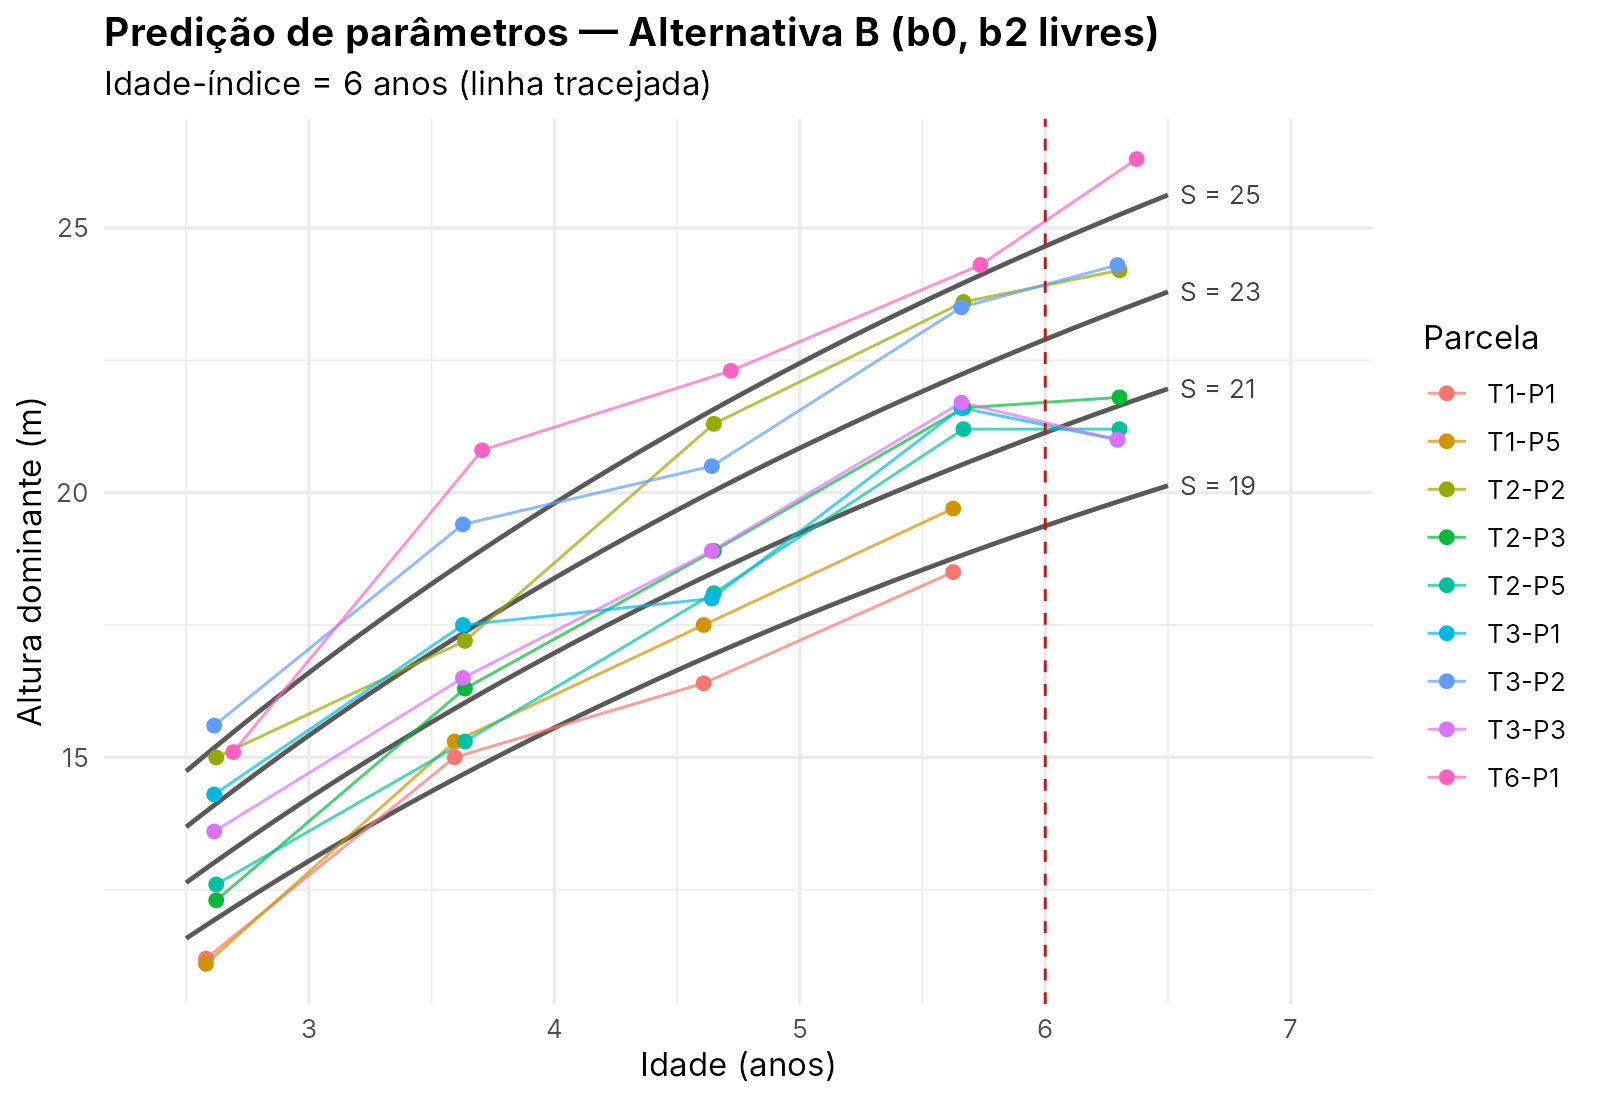 Predição de parâmetros — Alternativa B (b0, b2 livres)
Idade-índice = 6 anos (linha tracejada)
Altura dominante (m)
25
20
15
S = 25
S = 23
S = 21
S = 19
3
4
5
6
7
Idade (anos)
Parcela
T1-P1
T1-P5
T2-P2
T2-P3
T2-P5
T3-P1
T3-P2
T3-P3
T6-P1